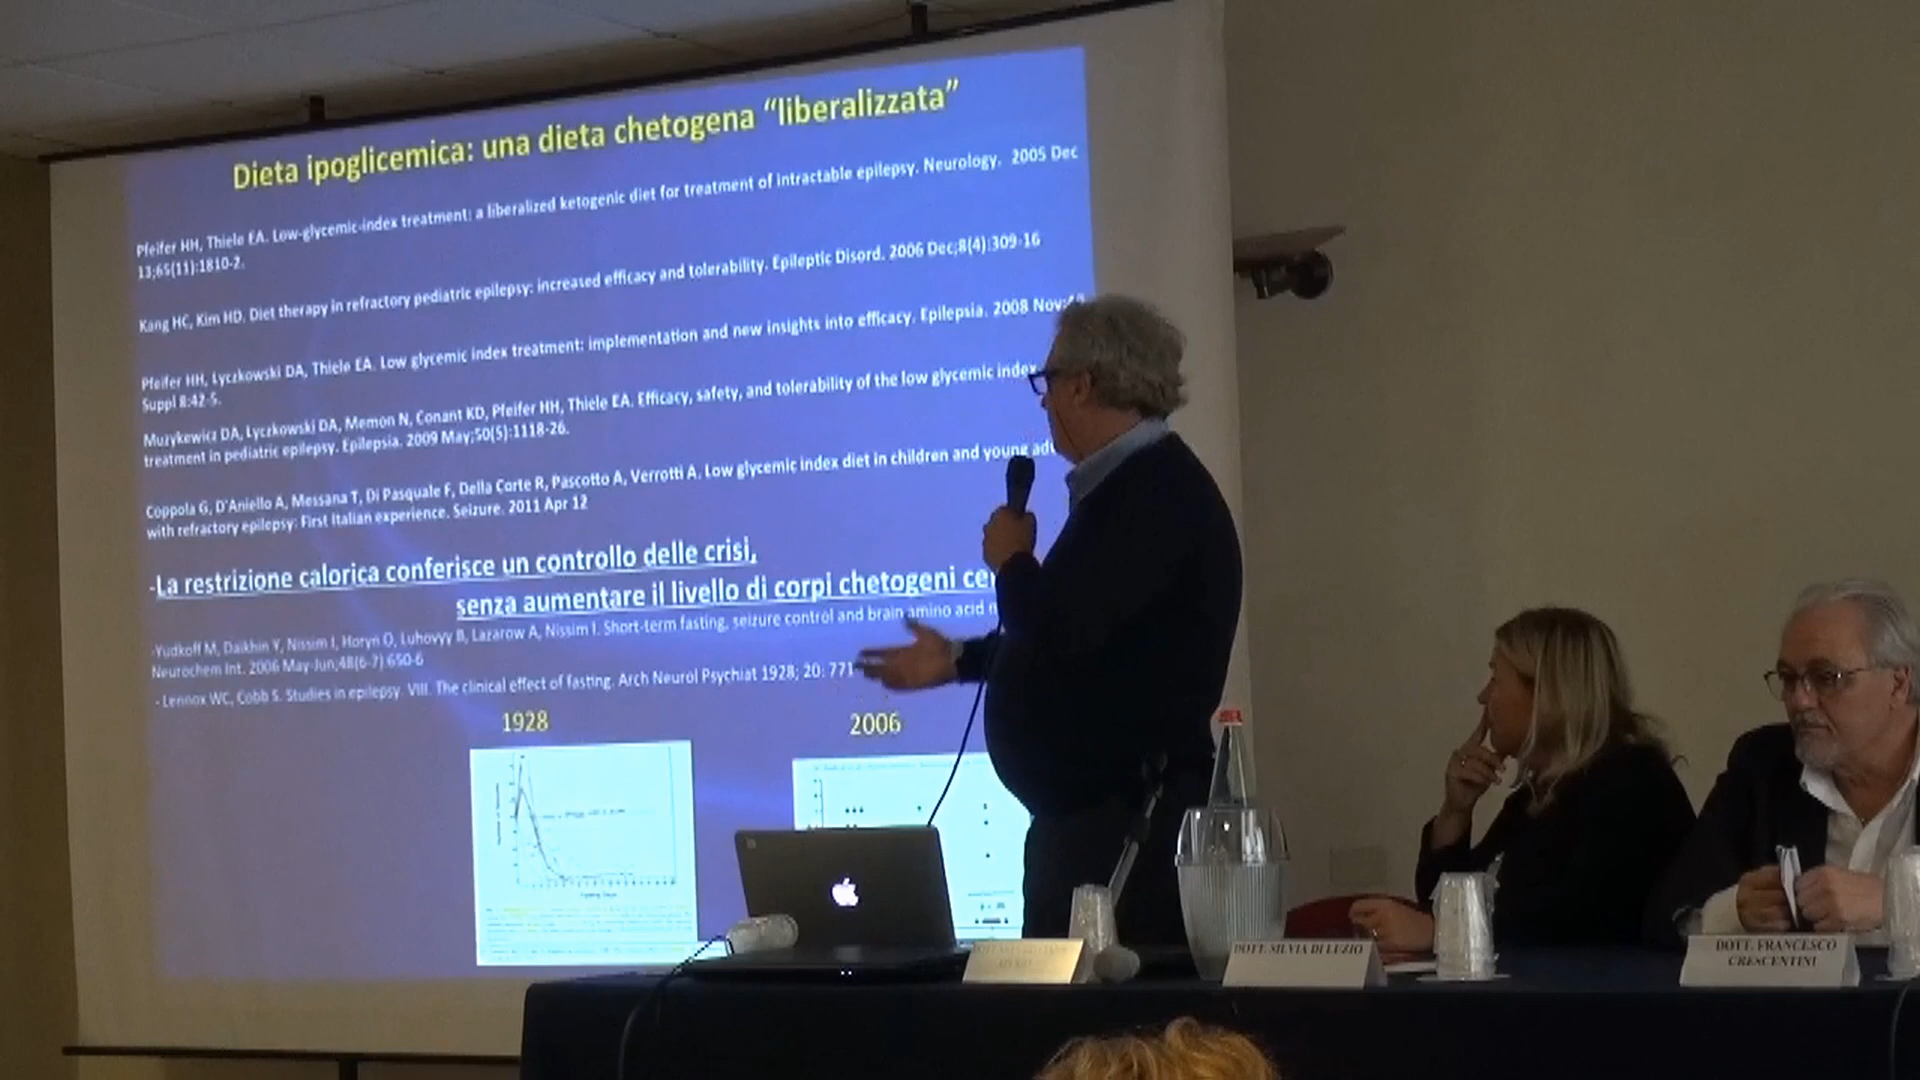 Dieta ipoglicemica: una dieta chetogena “liberalizzata”
Pfeifer HH, Thiele EA. Low-glycemic-index treatment: a liberalized ketogenic diet for treatment of intractable epilepsy. Neurology. 2005 Dec
13;65(11):1810-2.
Kang HC, Kim HD. Diet therapy in refractory pediatric epilepsy: increased efficacy and tolerability. Epileptic Disord. 2006 Dec;8(4):309-16
Pfeifer HH, Lyczkowski DA, Thiele EA. Low glycemic index treatment: implementation and new insights into efficacy. Epilepsia. 2008 Nov;49
Suppl 8:42-5.
Muzykewicz DA, Lyczkowski DA, Memon N, Conant KD, Pfeifer HH, Thiele EA. Efficacy, safety, and tolerability of the low glycemic index
treatment in pediatric epilepsy. Epilepsia. 2009 May;50(5):1118-26.
Coppola G, D'Aniello A, Messana T, Di Pasquale F, Della Corte R, Pascotto A, Verrotti A. Low glycemic index diet in children and young adu
with refractory epilepsy: First Italian experience. Seizure. 2011 Apr 12
-La restrizione calorica conferisce un controllo delle crisi,
senza aumentare il livello di corpi chetogeni ce
-Yudkoff M, Daikhin Y, Nissim I, Horyn O, Luhovyy B, Lazarow A, Nissim I. Short-term fasting, seizure control and brain amino acid
Neurochem Int. 2006 May-Jun;48(6-7):650-6
- Lennox WC, Cobb S. Studies in epilepsy. VIII. The clinical effect of fasting. Arch Neurol Psychiat 1928; 20: 771
1928 2006
DOTT. SILVIA DI LUZIO
DOTT. FRANCESCO
CRESCENTINI